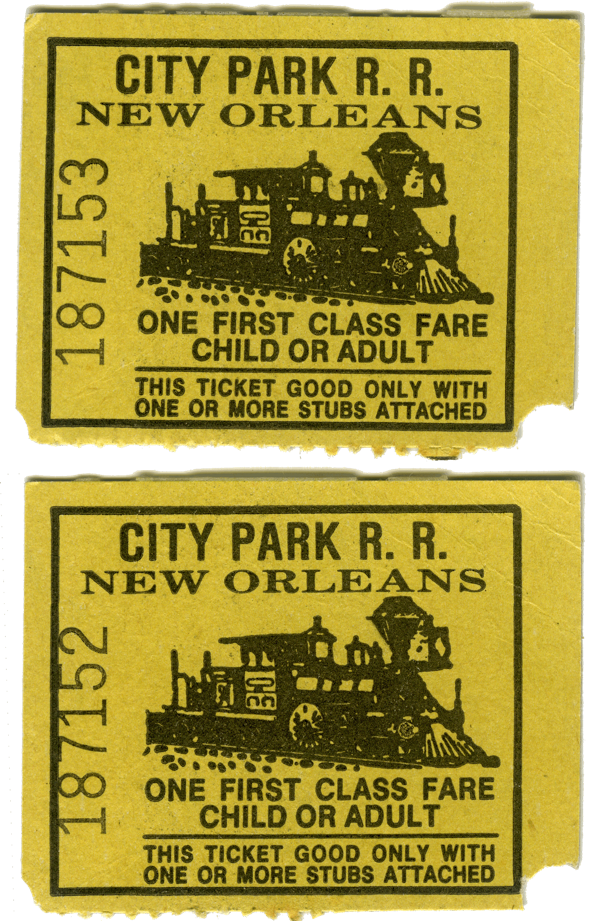 CITY PARK R. R.
NEW ORLEANS
187153
ONE FIRST CLASS FARE
CHILD OR ADULT
THIS TICKET GOOD ONLY WITH
ONE OR MORE STUBS ATTACHED
CITY PARK R. R.
NEW ORLEANS
187152
ONE FIRST CLASS FARE
CHILD OR ADULT
THIS TICKET GOOD ONLY WITH
ONE OR MORE STUBS ATTACHED